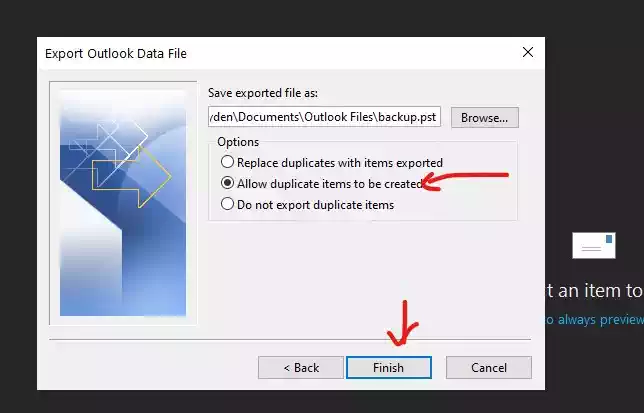 Export Outlook Data File
Save exported file as:
/den\Documents\Outlook Files\backup.pst
Browse...
Options
Replace duplicates with items exported
Allow duplicate items to be created
Do not export duplicate items
t an item to
o always preview
< Back
Finish
Cancel